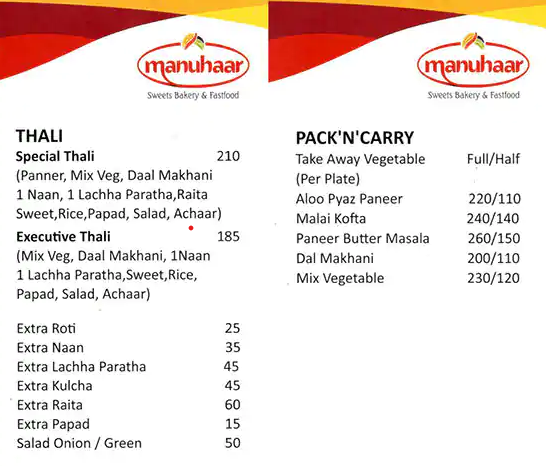 manuhaar
Sweets Bakery & Fastfood
THALI
Special Thali 210
(Panner, Mix Veg, Daal Makhani
1 Naan, 1 Lachha Paratha,Raita
Sweet,Rice,Papad, Salad, Achaar)
Executive Thali 185
(Mix Veg, Daal Makhani, 1Naan
1 Lachha Paratha,Sweet,Rice,
Papad, Salad, Achaar)
Extra Roti 25
Extra Naan 35
Extra Lachha Paratha 45
Extra Kulcha 45
Extra Raita 60
Extra Papad 15
Salad Onion / Green 50
manuhaar
Sweets Bakery & Fastfood
PACK'N'CARRY
Take Away Vegetable Full/Half
(Per Plate)
Aloo Pyaz Paneer 220/110
Malai Kofta 240/140
Paneer Butter Masala 260/150
Dal Makhani 200/110
Mix Vegetable 230/120